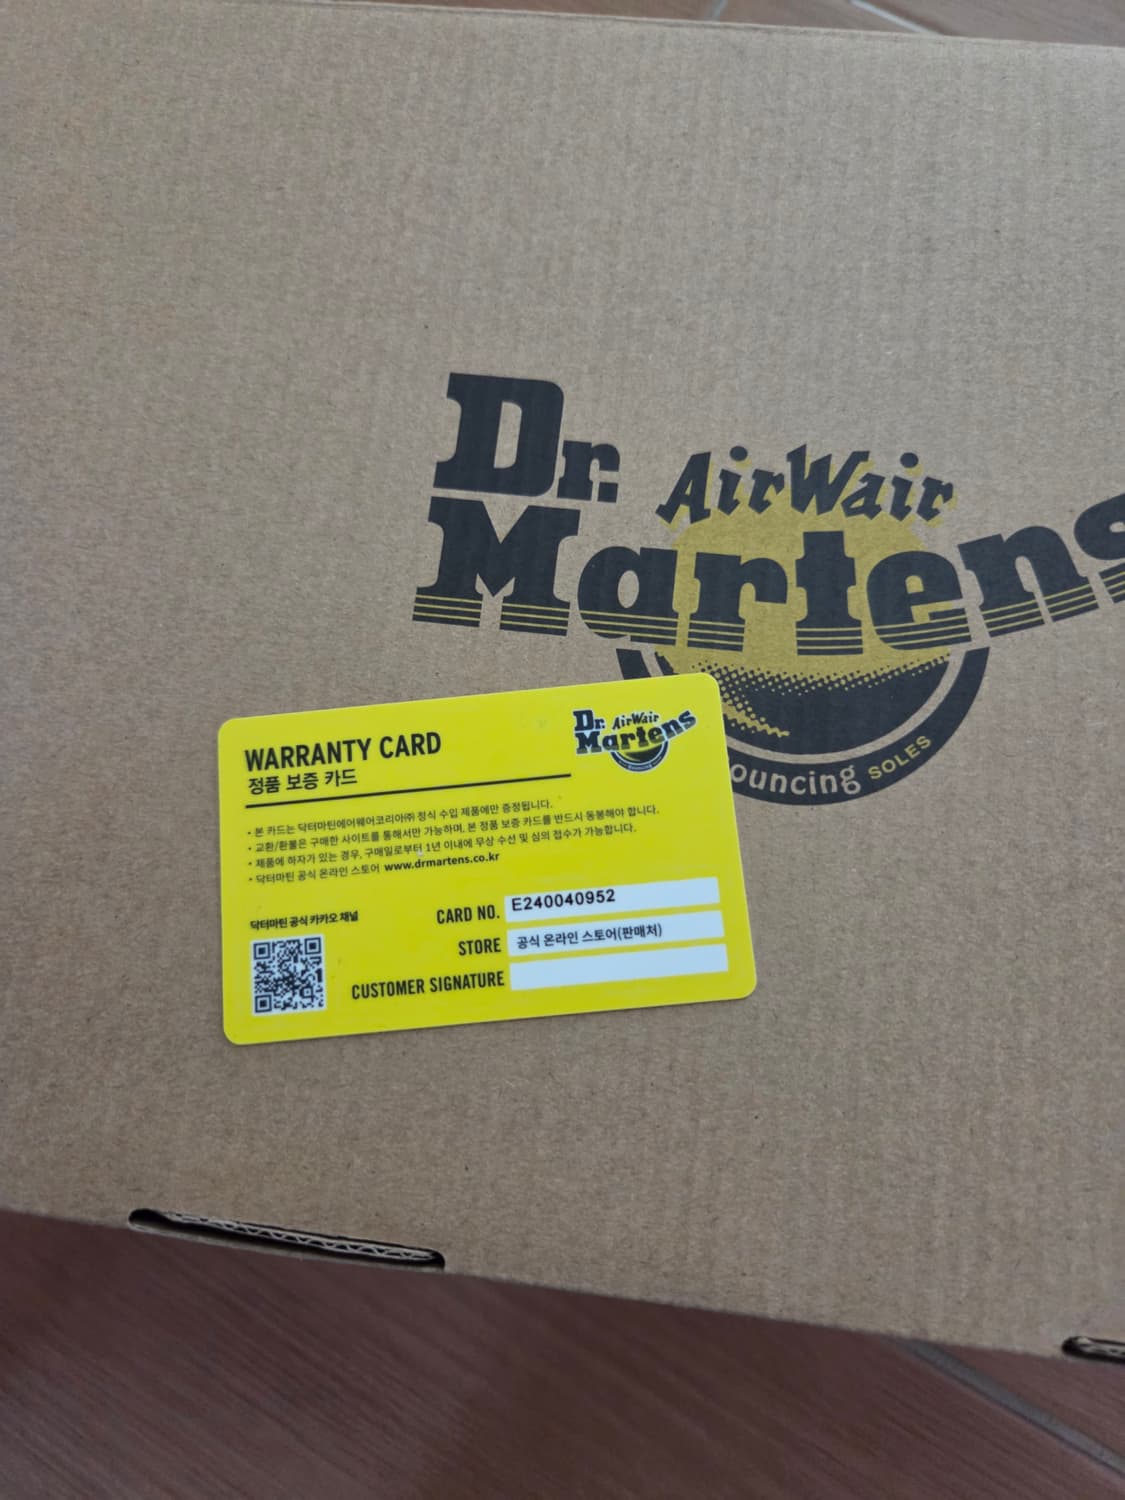 Dr.
AirWair
Martens
ouncing SOLES
WARRANTY CARD
정품 보증 카드
Dr. AirWair
Martens
• 본 카드는 닥터마틴에어웨어코리아㈜ 정식 수입 제품에만 증정됩니다.
• 교환/환불은 구매한 사이트를 통해서만 가능하며, 본 정품 보증 카드를 반드시 동봉해야 합니다.
• 제품에 하자가 있는 경우, 구매일로부터 1년 이내에 무상 수선 및 심의 접수가 가능합니다.
• 닥터마틴 공식 온라인 스토어 www.drmartens.co.kr
닥터마틴 공식 카카오 채널
CARD NO. E240040952
STORE 공식 온라인 스토어(판매처)
CUSTOMER SIGNATURE